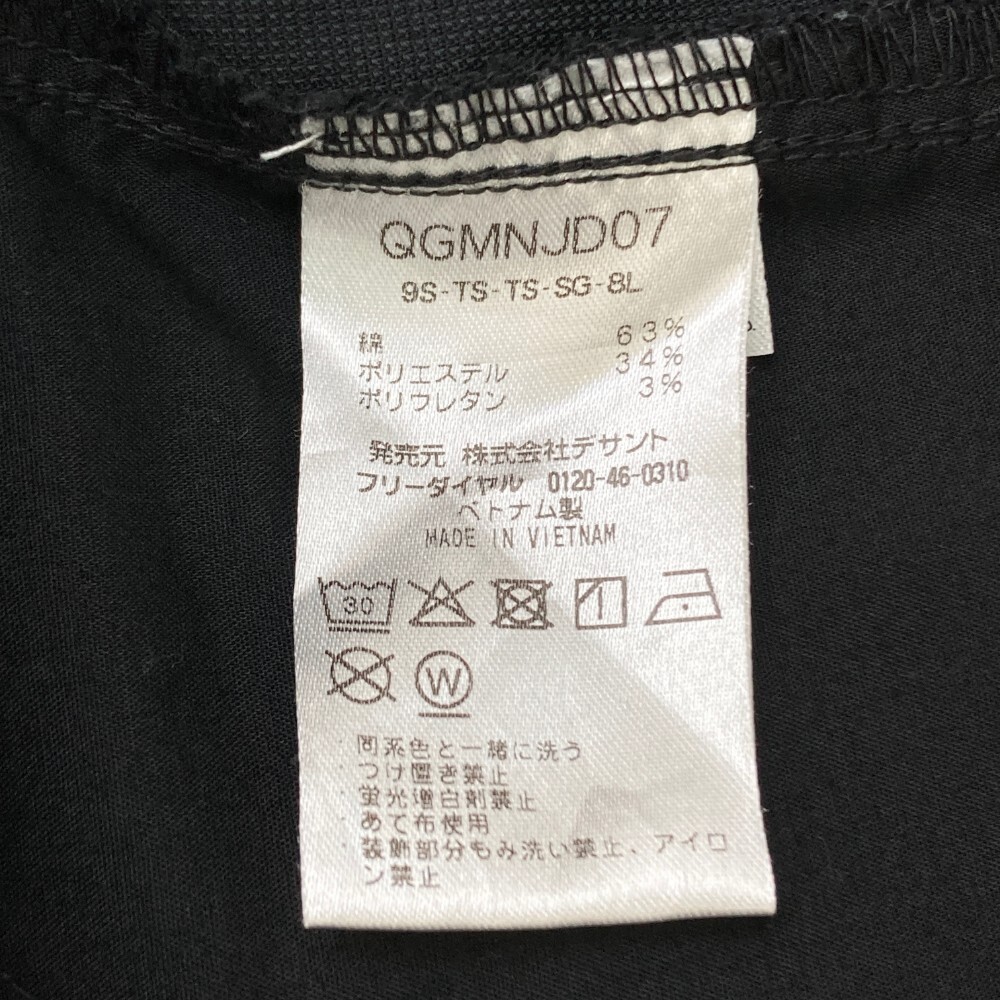 QGMNJD07
9S-TS-TS-SG-8L
綿 63%
ポリエステル 34%
ポリウレタン 3%
発売元 株式会社デサント
フリーダイヤル 0120-46-0310
ベトナム製
MADE IN VIETNAM
30
W
・同系色と一緒に洗う
・つけ置き禁止
・蛍光増白剤禁止
・あて布使用
・装飾部分もみ洗い禁止、アイロ
ン禁止